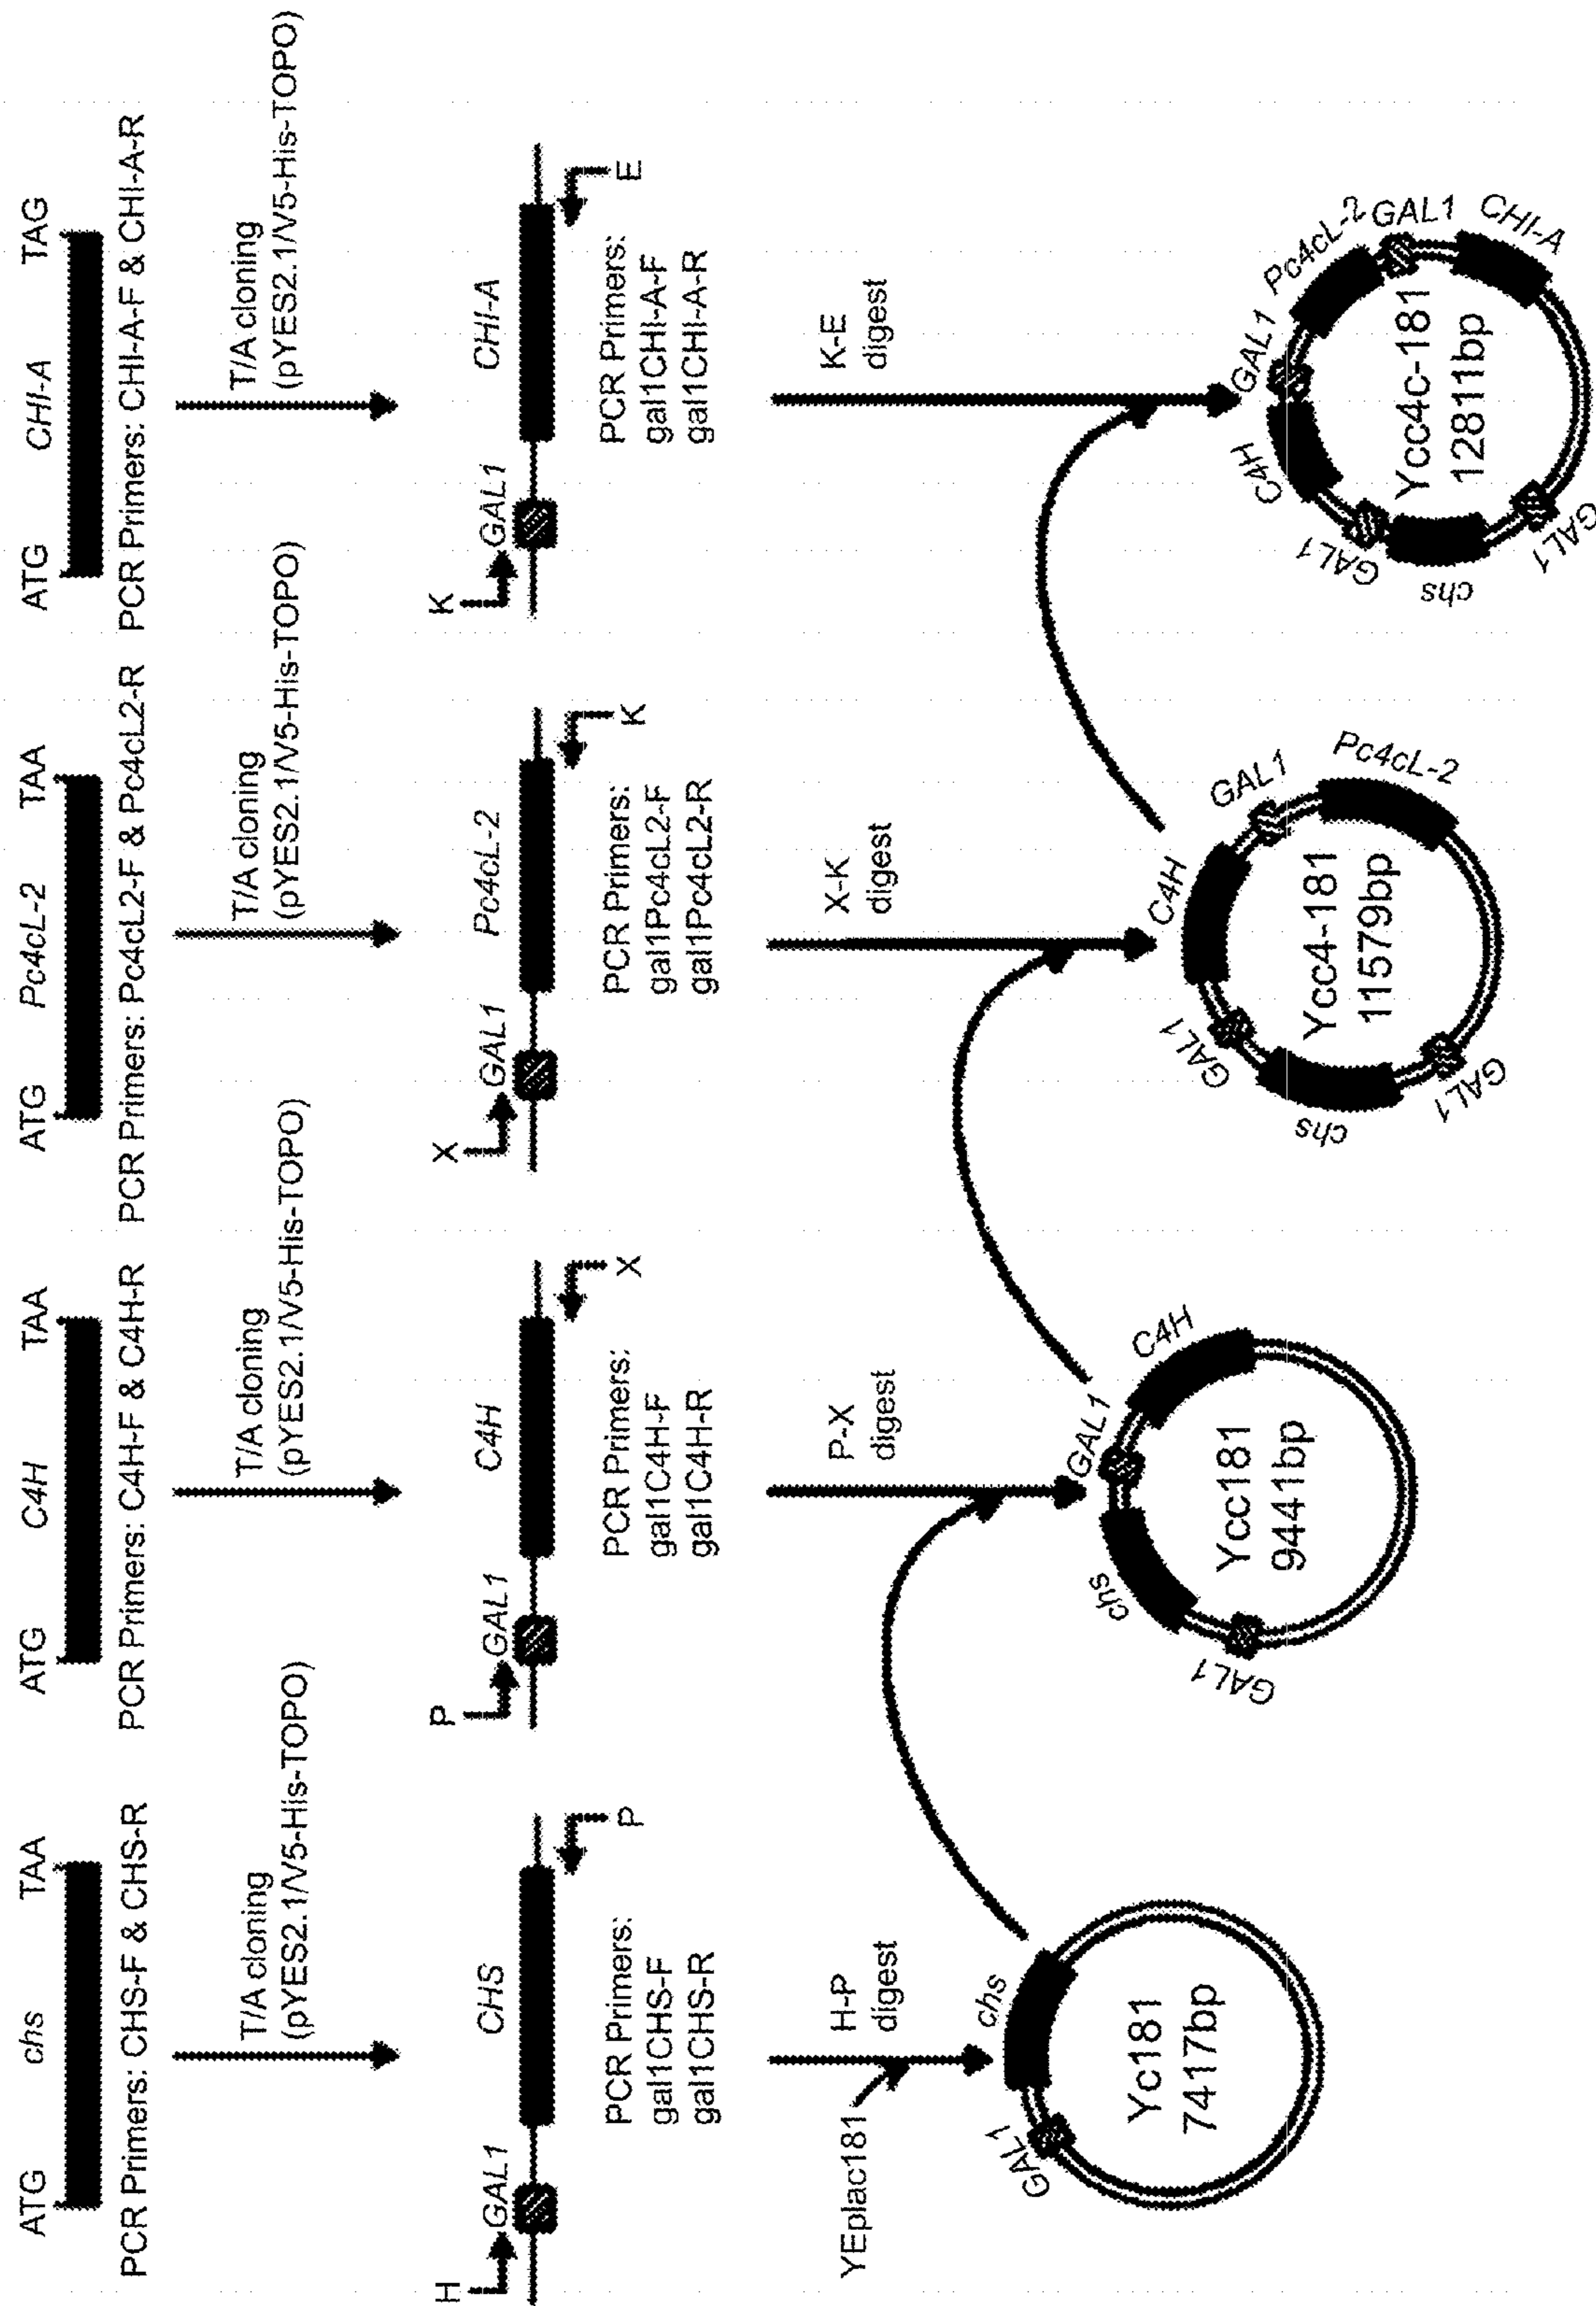 ATG chs TAA
PCR Primers: CHS-F & CHS-R
T/A cloning
(pYES2.1/V5-His-TOPO)
H
GAL1
CHS
P
PCR Primers:
gal1CHS-F
gal1CHS-R
YEplac181
H-P
digest
GAL1
chs
Yc181
7417bp
ATG C4H TAA
PCR Primers: C4H-F & C4H-R
T/A cloning
(pYES2.1/V5-His-TOPO)
P
GAL1
C4H
X
PCR Primers:
gal1C4H-F
gal1C4H-R
P-X
digest
GAL1
chs
GAL1
C4H
Ycc181
9441bp
ATG Pc4cL-2 TAA
PCR Primers: Pc4cL2-F & Pc4cL2-R
T/A cloning
(pYES2.1/V5-His-TOPO)
X
GAL1
Pc4cL-2
K
PCR Primers:
gal1Pc4cL2-F
gal1Pc4cL2-R
X-K
digest
GAL1
chs
GAL1
C4H
GAL1
Pc4cL-2
Ycc4-181
11579bp
ATG CHI-A TAG
PCR Primers: CHI-A-F & CHI-A-R
T/A cloning
(pYES2.1/V5-His-TOPO)
K
GAL1
CHI-A
E
PCR Primers:
gal1CHI-A-F
gal1CHI-A-R
K-E
digest
GAL1
chs
GAL1
C4H
GAL1
Pc4cL-2
GAL1
CHI-A
Ycc4c-181
12811bp